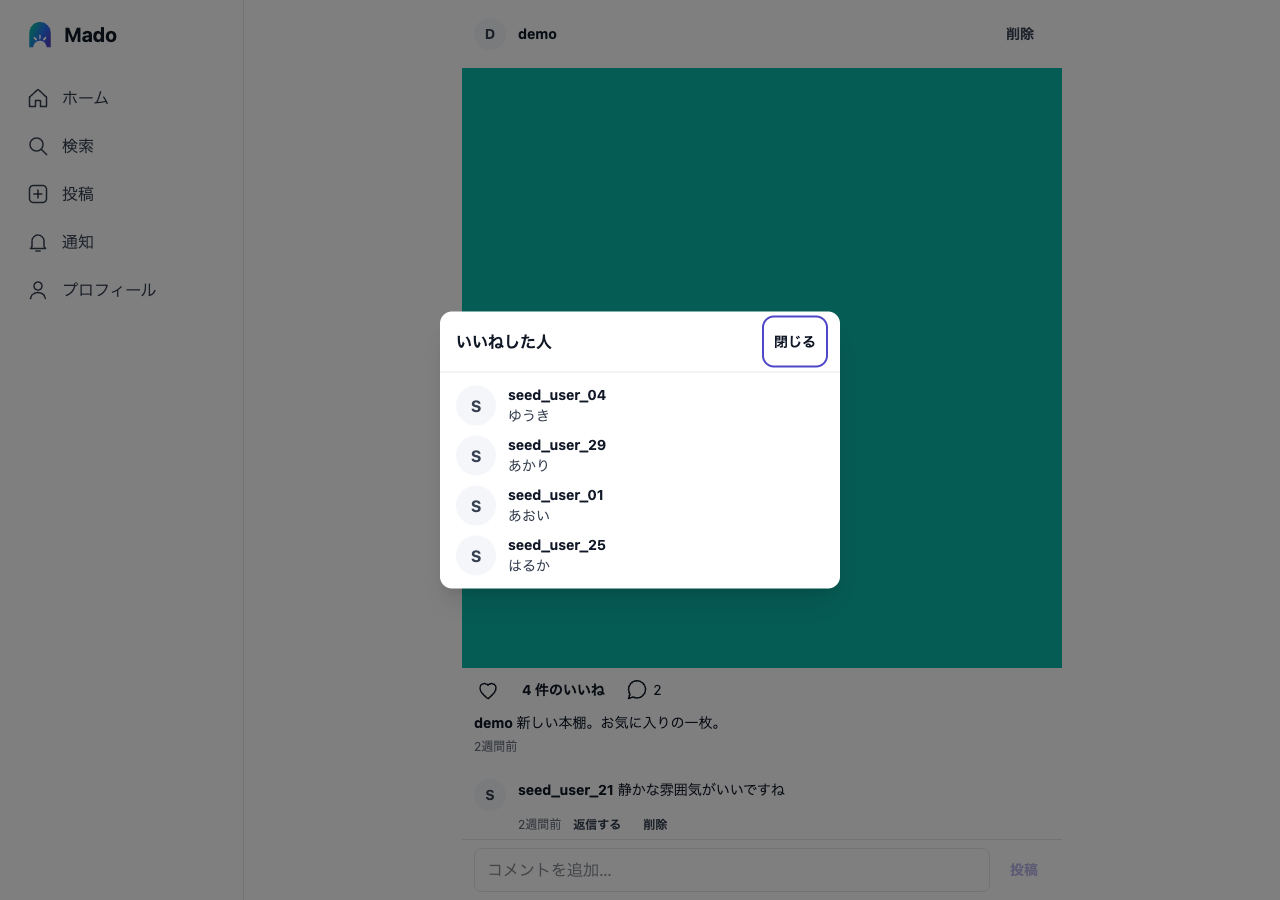 Mado
ホーム
検索
投稿
通知
プロフィール
D demo 削除
いいねした人 閉じる
S seed_user_04
ゆうき
S seed_user_29
あかり
S seed_user_01
あおい
S seed_user_25
はるか
4 件のいいね 2
demo 新しい本棚。お気に入りの一枚。
2週間前
S seed_user_21 静かな雰囲気がいいですね
2週間前 返信する 削除
コメントを追加... 投稿